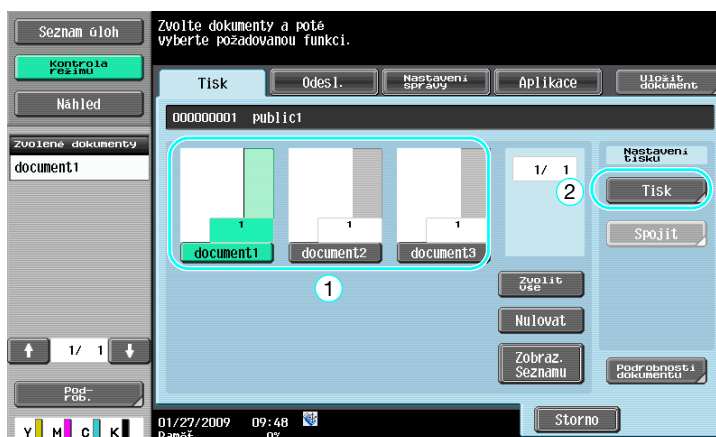 Seznam úloh
Kontrola
režimu
Náhled
Zvolené dokumenty
document1
1/ 1
Pod-
rob.
Y M C K
Zvolte dokumenty a poté
vyberte požadovanou funkci.
Tisk
Odesl.
Nastavení
správy
Aplikace
Uložit
dokument
000000001 public1
1
document1
1
document2
1
document3
1
1/ 1
2
Zvolit
vše
Nulovat
Zobraz.
Seznamu
Nastavení
tisku
Tisk
Spojit
Podrobnosti
dokumentu
Storno
01/27/2009 09:48
Paměť 0%